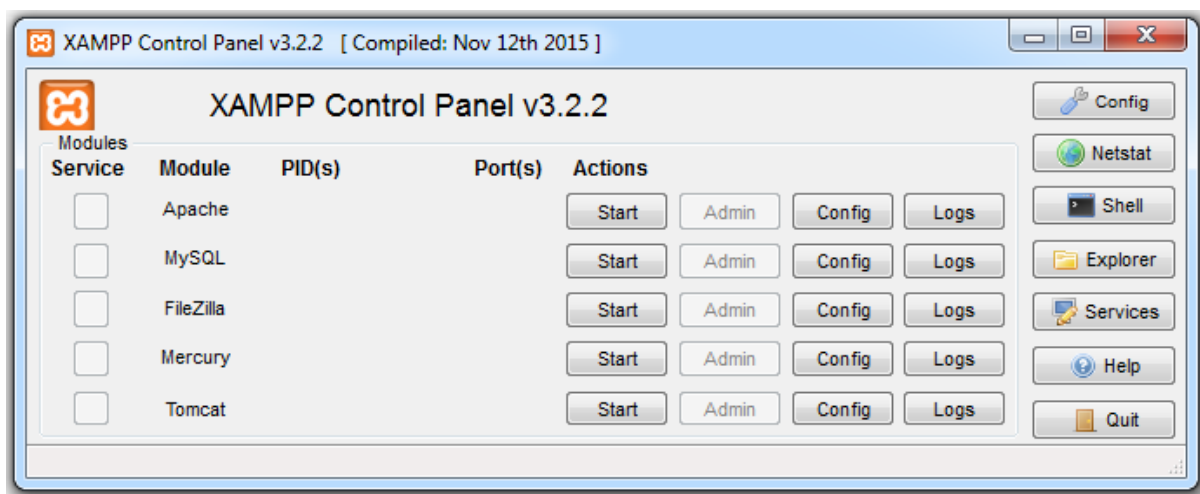 XAMPP Control Panel v3.2.2 [ Compiled: Nov 12th 2015 ]
XAMPP Control Panel v3.2.2
Modules
Service Module PID(s) Port(s) Actions
Apache Start Admin Config Logs
MySQL Start Admin Config Logs
FileZilla Start Admin Config Logs
Mercury Start Admin Config Logs
Tomcat Start Admin Config Logs
Config
Netstat
Shell
Explorer
Services
Help
Quit